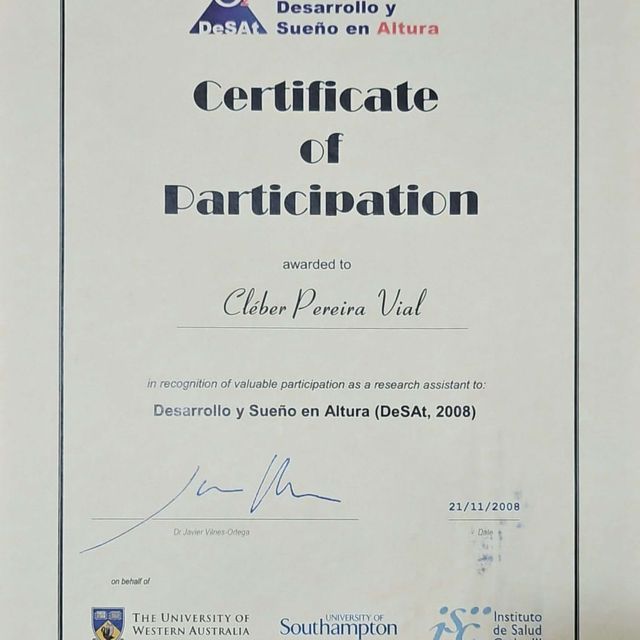 Desarrollo y
DeSAt Sueño en Altura
Certificate
of
Participation
awarded to
Cléber Pereira Vial
in recognition of valuable participation as a research assistant to:
Desarrollo y Sueño en Altura (DeSAt, 2008)
21/11/2008
Dr Javier Vilnes-Ortega
Date
on behalf of
THE UNIVERSITY OF
WESTERN AUSTRALIA
UNIVERSITY OF
Southampton
isc
Instituto
de Salud